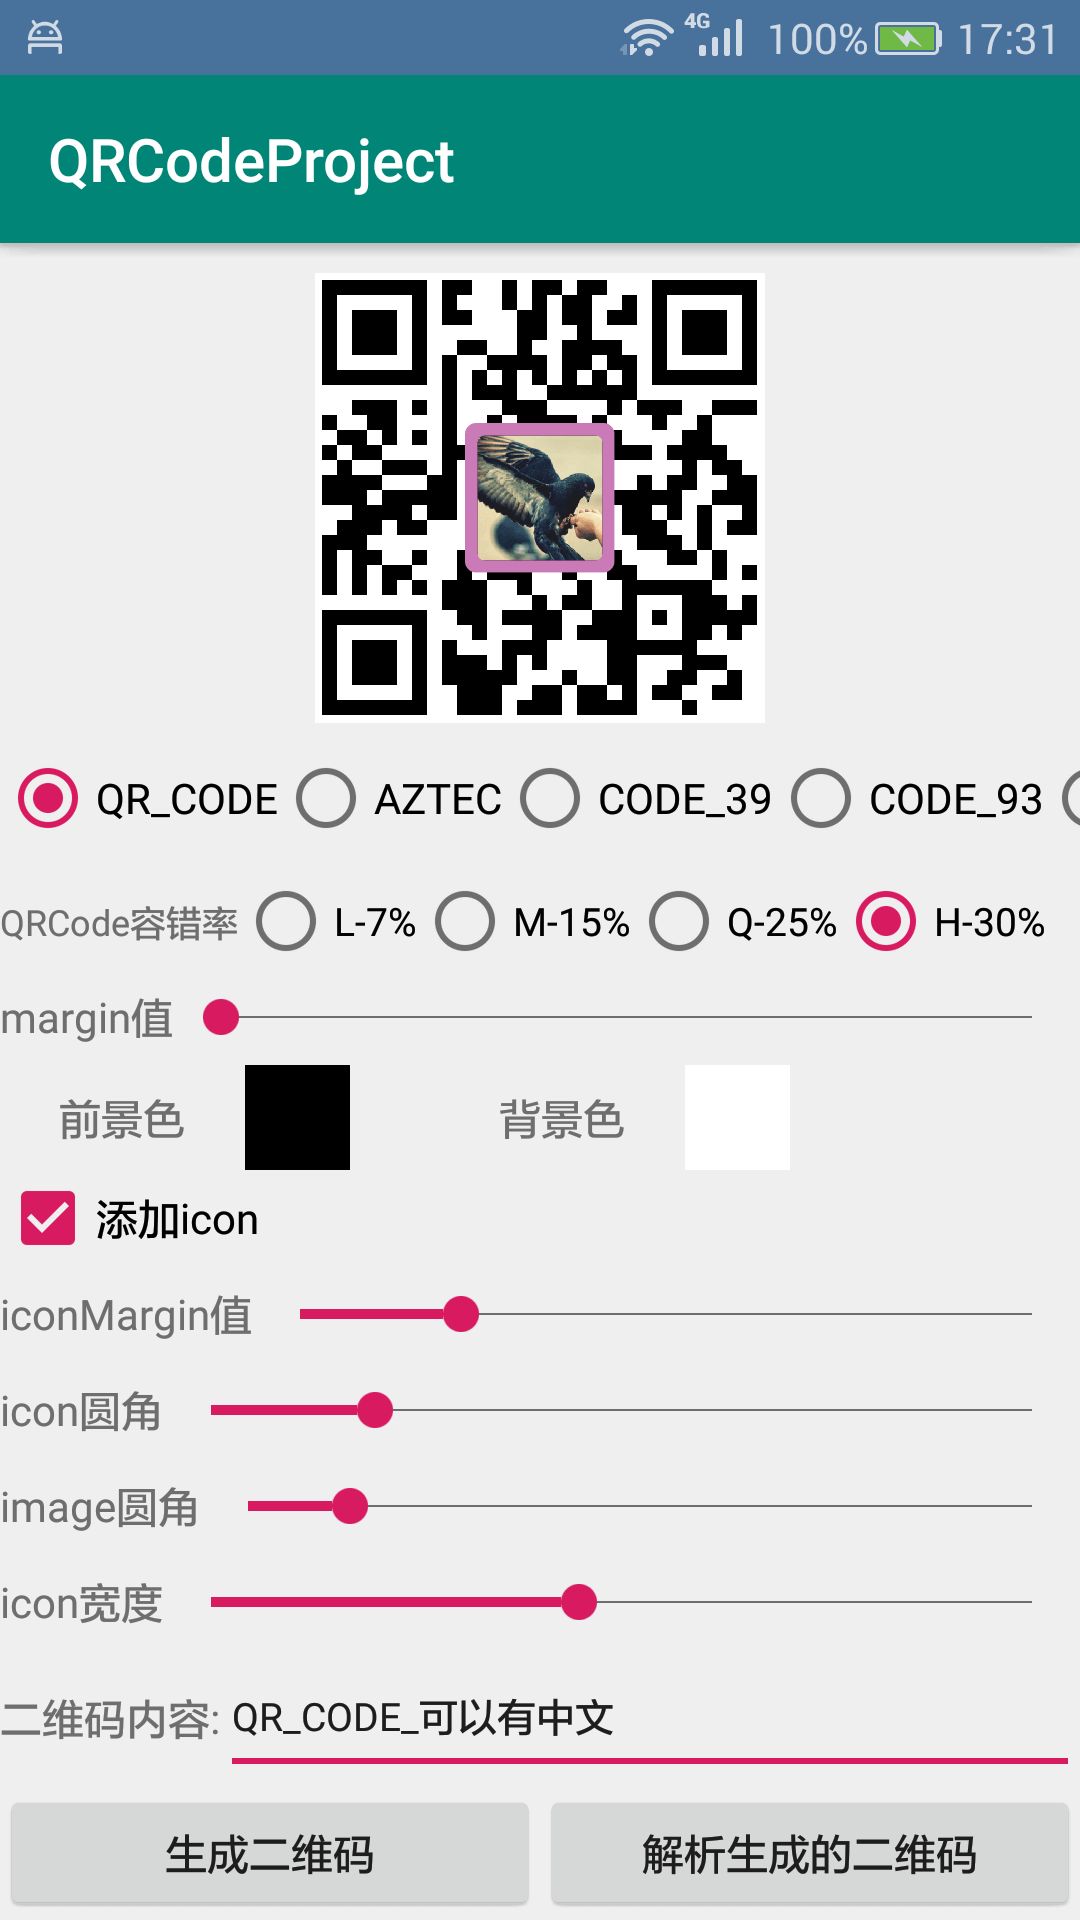 4G 100% 17:31
QRCodeProject
QR_CODE AZTEC CODE_39 CODE_93
QRCode容错率 L-7% M-15% Q-25% H-30%
margin值
前景色 背景色
添加icon
iconMargin值
icon圆角
image圆角
icon宽度
二维码内容: QR_CODE_可以有中文
生成二维码 解析生成的二维码